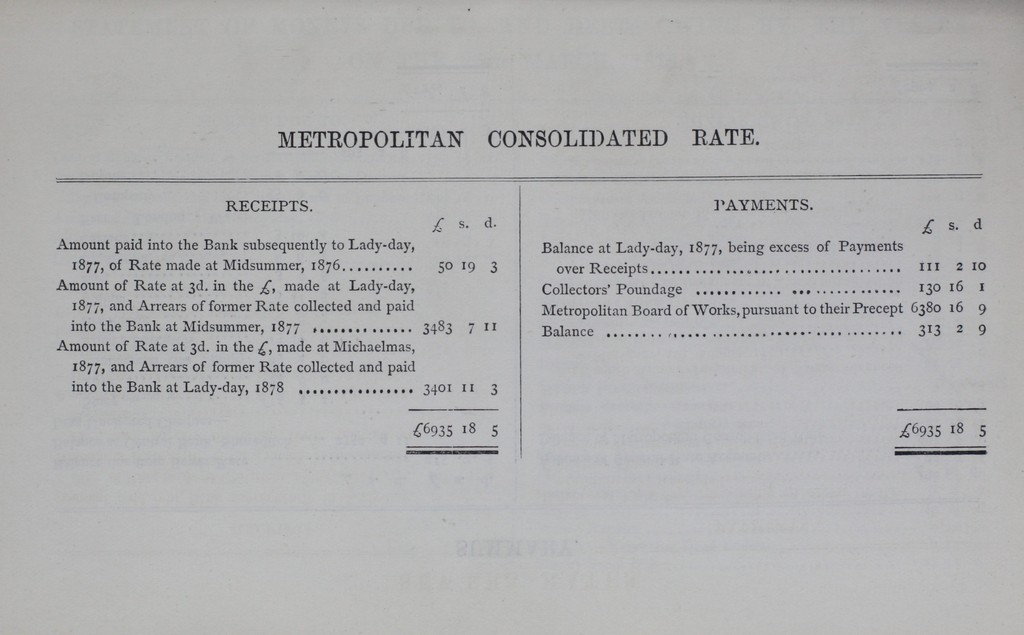 METROPOLITAN CONSOLIDATED RATE.
RECEIPTS.
£ s. d.
Amount paid into the Bank subsequently to Lady-day,
1877, of Rate made at Midsummer, 1876.......... 50 19 3
Amount of Rate at 3d. in the £, made at Lady-day,
1877, and Arrears of former Rate collected and paid
into the Bank at Midsummer, 1877 .............. 3483 7 11
Amount of Rate at 3d. in the £, made at Michaelmas,
1877, and Arrears of former Rate collected and paid
into the Bank at Lady-day, 1878 ................ 3401 11 3
£6935 18 5
PAYMENTS.
£ s. d
Balance at Lady-day, 1877, being excess of Payments
over Receipts.................................... 111 2 10
Collectors' Poundage ............................. 130 16 1
Metropolitan Board of Works, pursuant to their Precept 6380 16 9
Balance .......................................... 313 2 9
£6935 18 5